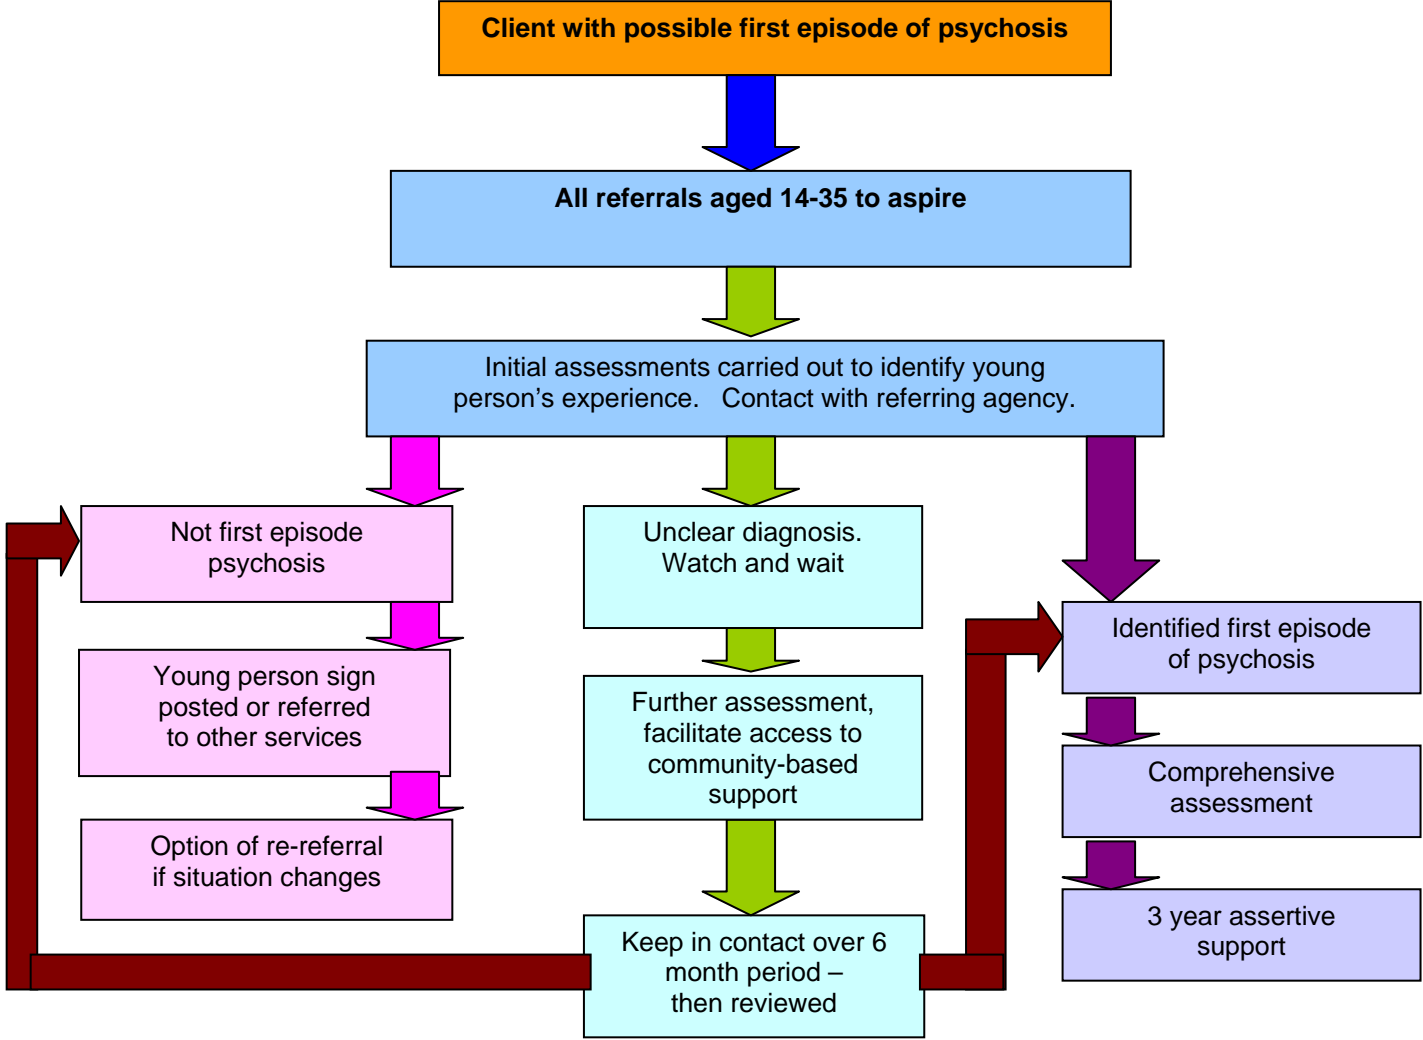 Client with possible first episode of psychosis
All referrals aged 14-35 to aspire
Initial assessments carried out to identify young
person’s experience.   Contact with referring agency.
Not first episode
psychosis
Young person sign
posted or referred
to other services
Option of re-referral
if situation changes
Unclear diagnosis.
Watch and wait
Further assessment,
facilitate access to
community-based
support
Keep in contact over 6
month period –
then reviewed
Identified first episode
of psychosis
Comprehensive
assessment
3 year assertive
support